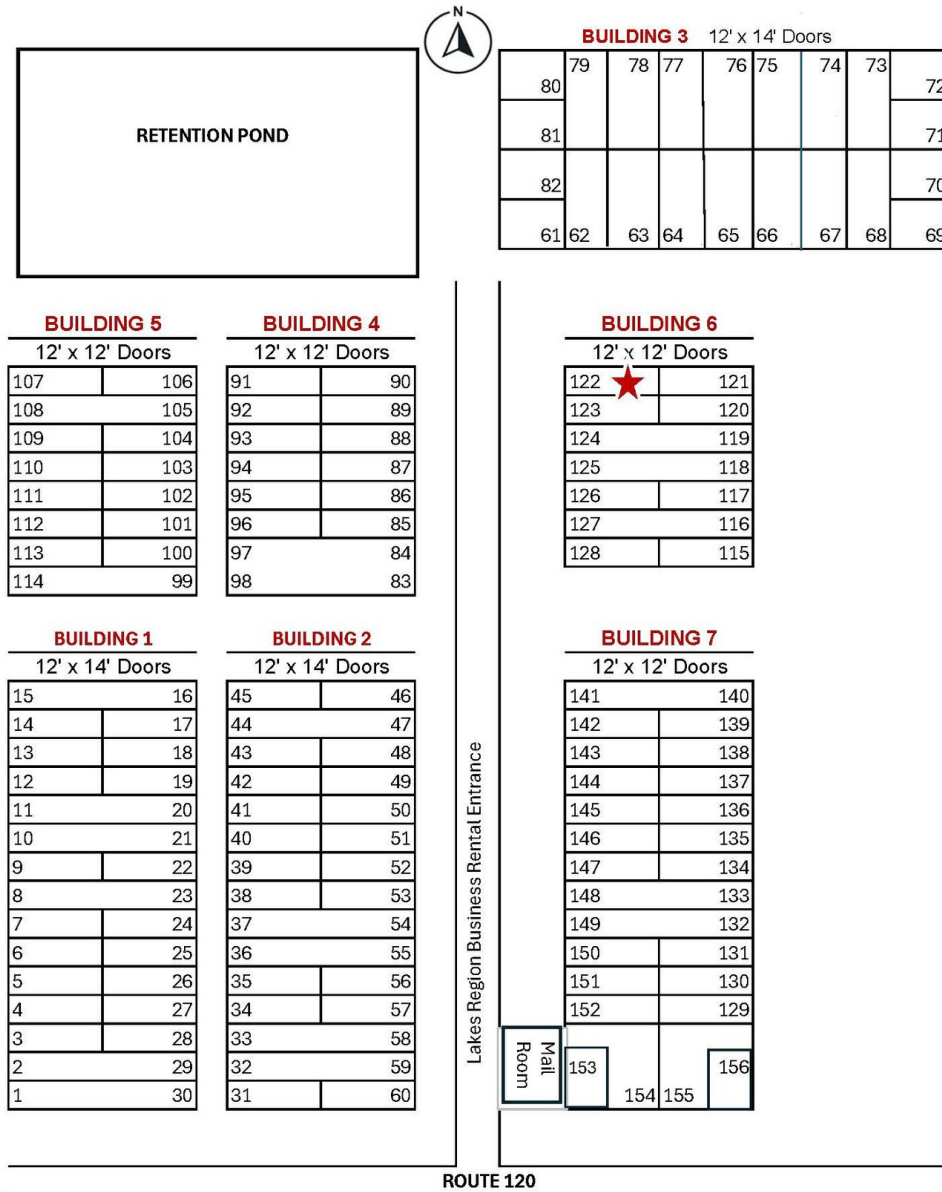 N
BUILDING 3 12' x 14' Doors
79 78 77 76 75 74 73
80 72
RETENTION POND
81 71
82 70
61 62 63 64 65 66 67 68 69
BUILDING 5 BUILDING 4 BUILDING 6
12' x 12' Doors 12' x 12' Doors 12' x 12' Doors
107 106 91 90 122 121
108 105 92 89 123 120
109 104 93 88 124 119
110 103 94 87 125 118
111 102 95 86 126 117
112 101 96 85 127 116
113 100 97 84 128 115
114 99 98 83
BUILDING 1 BUILDING 2 BUILDING 7
12' x 14' Doors 12' x 14' Doors 12' x 12' Doors
15 16 45 46 141 140
14 17 44 47 142 139
13 18 43 48 143 138
12 19 42 49 144 137
11 20 41 50 145 136
10 21 40 51 146 135
9 22 39 52 147 134
8 23 38 53 148 133
7 24 37 54 149 132
6 25 36 55 150 131
5 26 35 56 151 130
4 27 34 57 152 129
3 28 33 58
2 29 32 59 153 156
1 30 31 60 154 155
Lakes Region Business Rental Entrance
Mail
Room
ROUTE 120